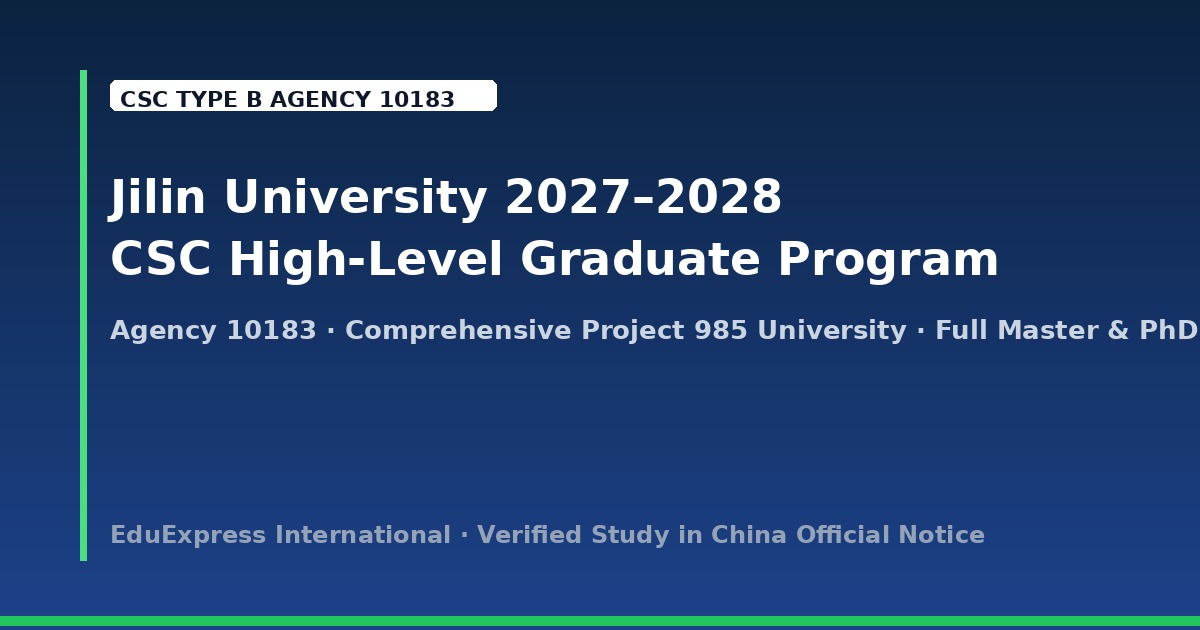 CSC TYPE B AGENCY 10183
Jilin University 2027–2028
CSC High-Level Graduate Program
Agency 10183 · Comprehensive Project 985 University · Full Master & PhD
EduExpress International · Verified Study in China Official Notice